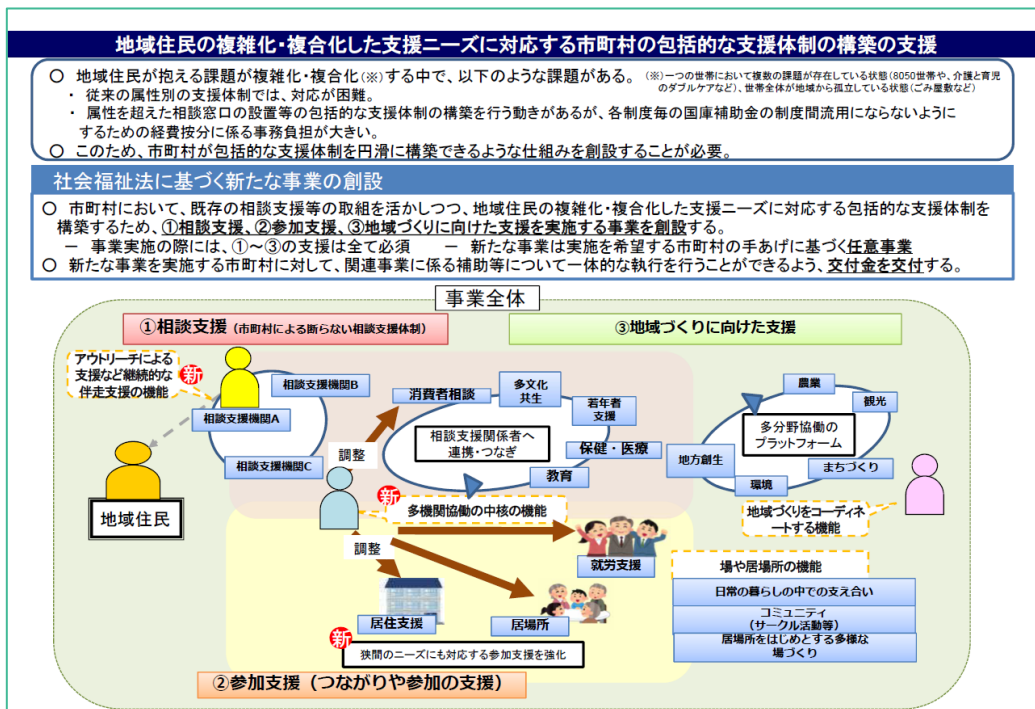 地域住民の複雑化・複合化した支援ニーズに対応する市町村の包括的な支援体制の構築の支援
○ 地域住民が抱える課題が複雑化・複合化(※)する中で、以下のような課題がある。 (※)一つの世帯において複数の課題が存在している状態(8050世帯や、介護と育児
のダブルケアなど)、世帯全体が地域から孤立している状態(ごみ屋敷など)
・ 従来の属性別の支援体制では、対応が困難。
・ 属性を超えた相談窓口の設置等の包括的な支援体制の構築を行う動きがあるが、各制度毎の国庫補助金の制度間流用にならないように
するための経費按分に係る事務負担が大きい。
○ このため、市町村が包括的な支援体制を円滑に構築できるような仕組みを創設することが必要。
社会福祉法に基づく新たな事業の創設
○ 市町村において、既存の相談支援等の取組を活かしつつ、地域住民の複雑化・複合化した支援ニーズに対応する包括的な支援体制を
構築するため、①相談支援、②参加支援、③地域づくりに向けた支援を実施する事業を創設する。
― 事業実施の際には、①～③の支援は全て必須 ― 新たな事業は実施を希望する市町村の手あげに基づく任意事業
○ 新たな事業を実施する市町村に対して、関連事業に係る補助等について一体的な執行を行うことができるよう、交付金を交付する。
事業全体
①相談支援 (市町村による断らない相談支援体制)
③地域づくりに向けた支援
アウトリーチによる
支援など継続的な
伴走支援の機能
新
相談支援機関B
相談支援機関A
相談支援機関C
地域住民
消費者相談
多文化
共生
若年者
支援
保健・医療
教育
相談支援関係者へ
連携・つなぎ
調整
新
多機関協働の中核の機能
農業
観光
多分野協働の
プラットフォーム
地方創生
まちづくり
環境
地域づくりをコーディネ
ートする機能
調整
就労支援
居住支援
居場所
新
狭間のニーズにも対応する参加支援を強化
②参加支援 (つながりや参加の支援)
場や居場所の機能
日常の暮らしの中での支え合い
コミュニティ
(サークル活動等)
居場所をはじめとする多様な
場づくり